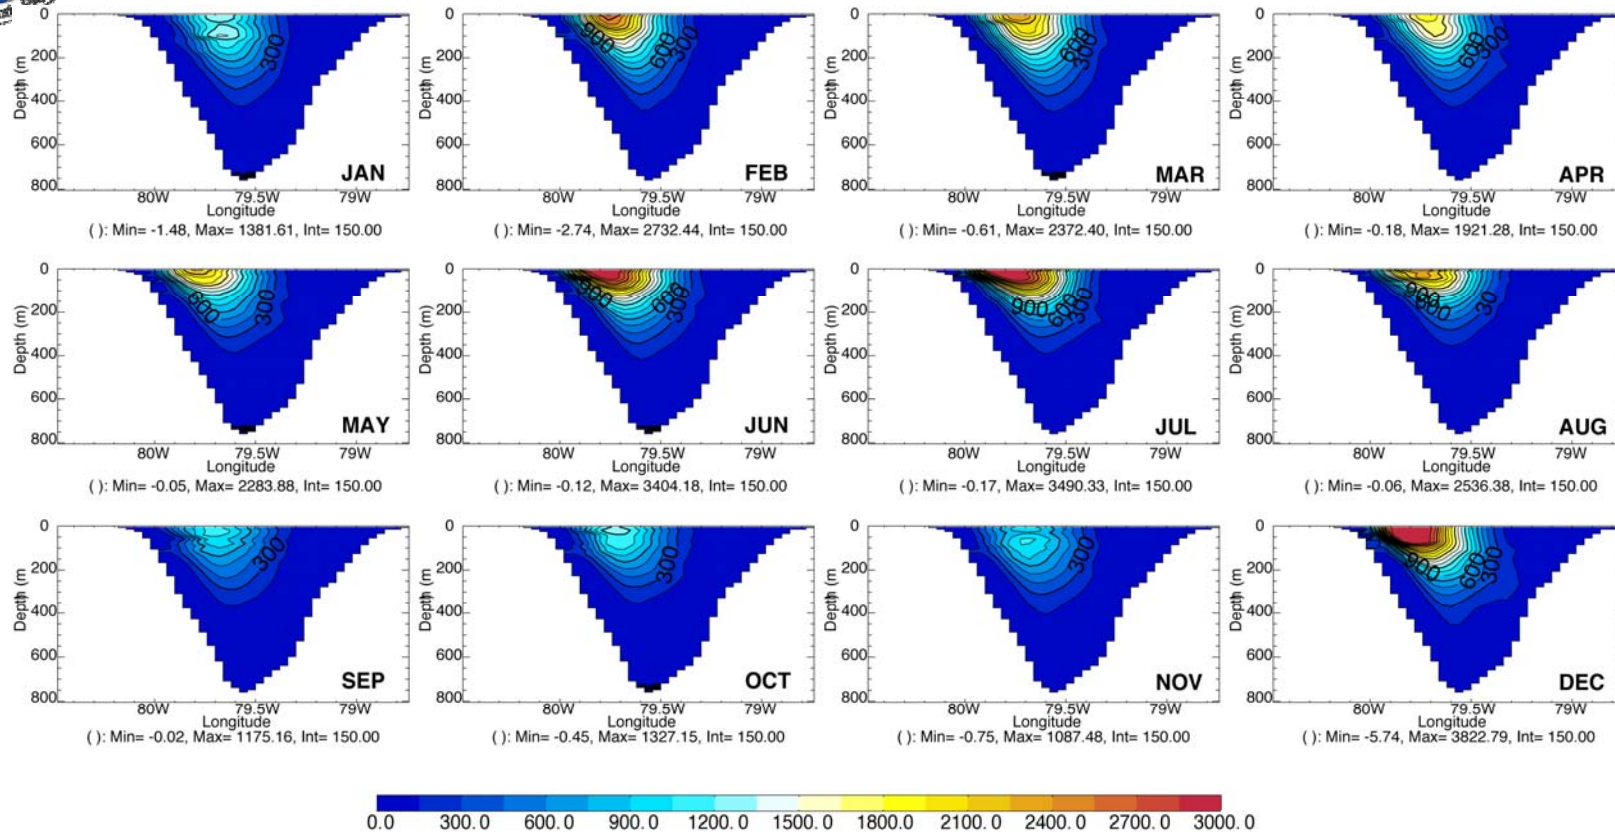 0
200
400
600
800
Depth (m
300
JAN
80W 79.5W 79W
Longitude
( ): Min= -1.48, Max= 1381.61, Int= 150.00
0
200
400
600
800
Depth (m
900
600
300
FEB
80W 79.5W 79W
Longitude
( ): Min= -2.74, Max= 2732.44, Int= 150.00
0
200
400
600
800
Depth (m
600
300
MAR
80W 79.5W 79W
Longitude
( ): Min= -0.61, Max= 2372.40, Int= 150.00
0
200
400
600
800
Depth (m
600
300
APR
80W 79.5W 79W
Longitude
( ): Min= -0.18, Max= 1921.28, Int= 150.00
0
200
400
600
800
Depth (m)
600
300
MAY
80W 79.5W 79W
Longitude
( ): Min= -0.05, Max= 2283.88, Int= 150.00
0
200
400
600
800
Depth (m)
900
600
300
JUN
80W 79.5W 79W
Longitude
( ): Min= -0.12, Max= 3404.18, Int= 150.00
0
200
400
600
800
Depth (m)
900
600
300
JUL
80W 79.5W 79W
Longitude
( ): Min= -0.17, Max= 3490.33, Int= 150.00
0
200
400
600
800
Depth (m)
900
600
30
AUG
80W 79.5W 79W
Longitude
( ): Min= -0.06, Max= 2536.38, Int= 150.00
0
200
400
600
800
Depth (m)
300
SEP
80W 79.5W 79W
Longitude
( ): Min= -0.02, Max= 1175.16, Int= 150.00
0
200
400
600
800
Depth (m)
300
OCT
80W 79.5W 79W
Longitude
( ): Min= -0.45, Max= 1327.15, Int= 150.00
0
200
400
600
800
Depth (m)
300
NOV
80W 79.5W 79W
Longitude
( ): Min= -0.75, Max= 1087.48, Int= 150.00
0
200
400
600
800
Depth (m)
900
600
300
DEC
80W 79.5W 79W
Longitude
( ): Min= -5.74, Max= 3822.79, Int= 150.00
0.0 300.0 600.0 900.0 1200.0 1500.0 1800.0 2100.0 2400.0 2700.0 3000.0